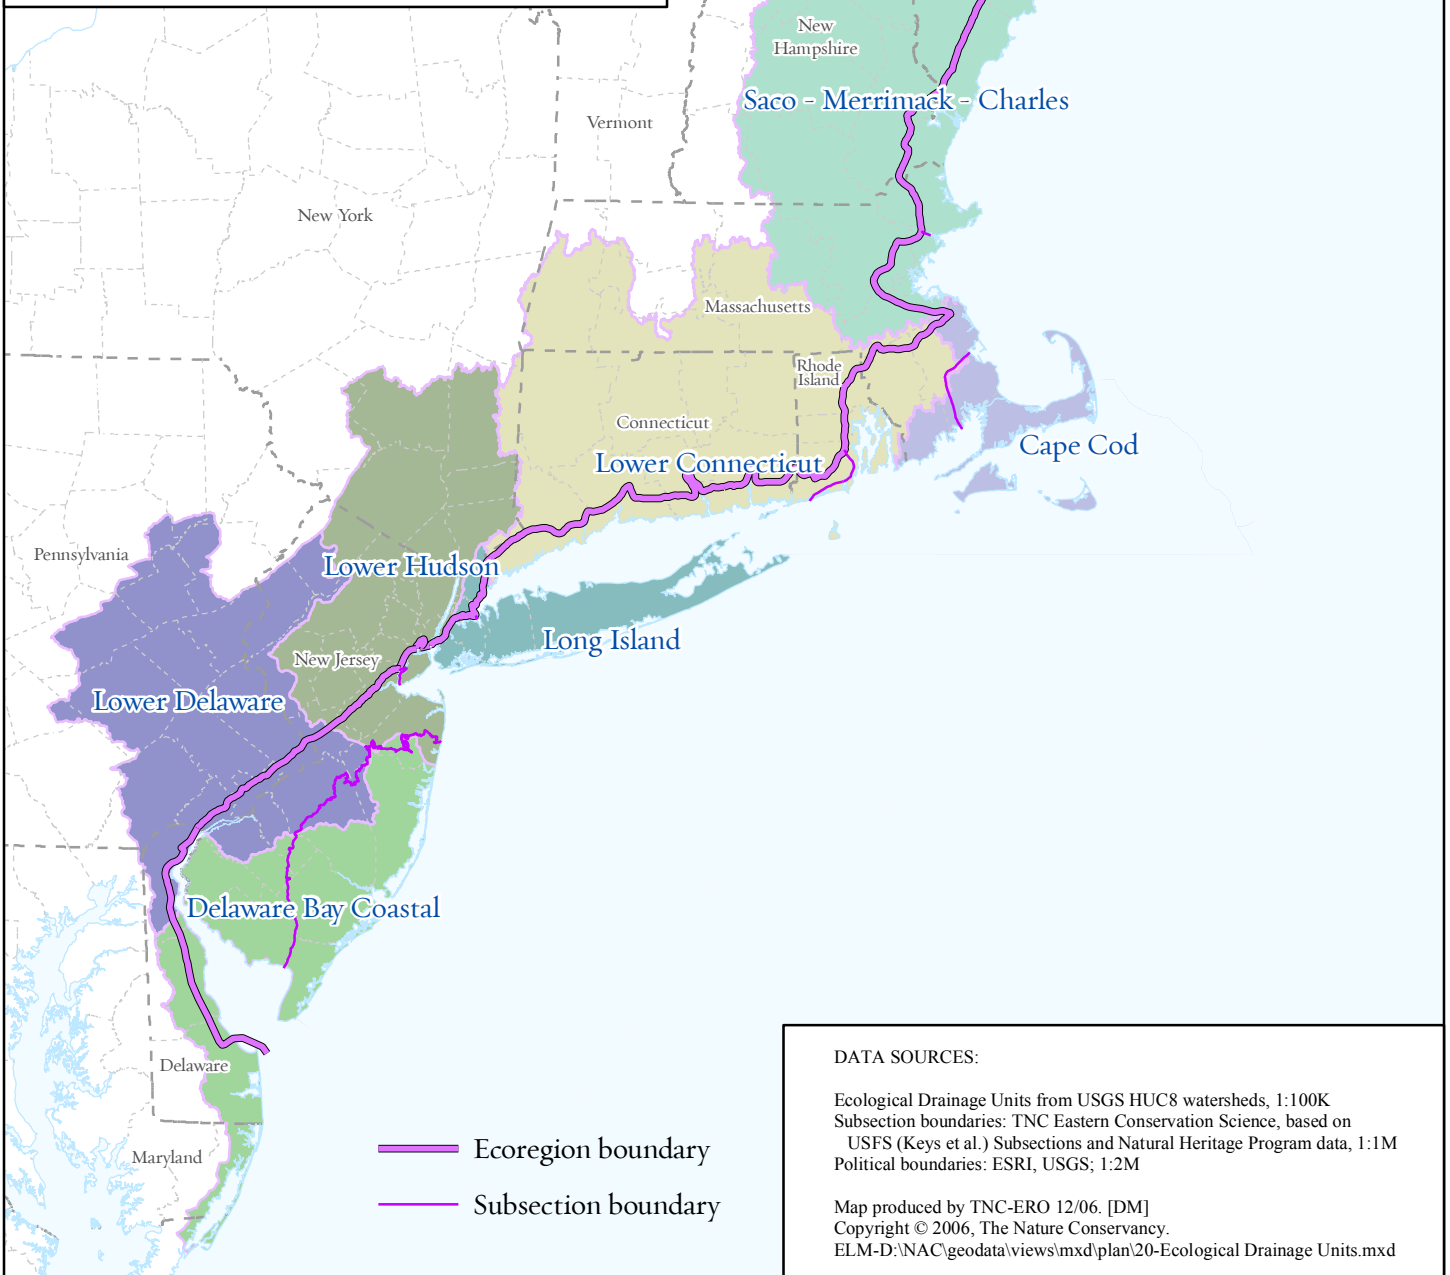 New
Hampshire
Saco - Merrimack - Charles
Vermont
New York
Massachusetts
Rhode
Island
Connecticut
Cape Cod
Lower Connecticut
Pennsylvania
Lower Hudson
Long Island
New Jersey
Lower Delaware
Delaware Bay Coastal
Delaware
Maryland
Ecoregion boundary
Subsection boundary
DATA SOURCES:
Ecological Drainage Units from USGS HUC8 watersheds, 1:100K
Subsection boundaries: TNC Eastern Conservation Science, based on
USFS (Keys et al.) Subsections and Natural Heritage Program data, 1:1M
Political boundaries: ESRI, USGS; 1:2M
Map produced by TNC-ERO 12/06. [DM]
Copyright © 2006, The Nature Conservancy.
ELM-D:\NAC\geodata\views\mxd\plan\20-Ecological Drainage Units.mxd